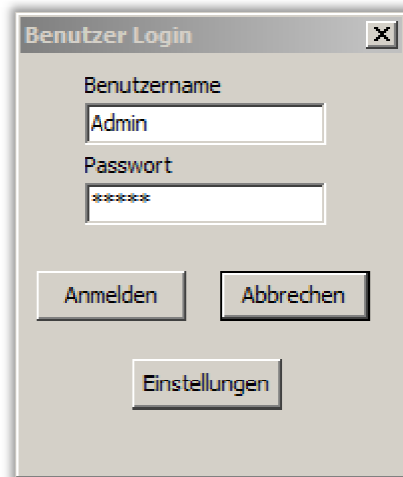 Benutzer Login
Benutzername
Admin
Passwort
*****
Anmelden Abbrechen
Einstellungen